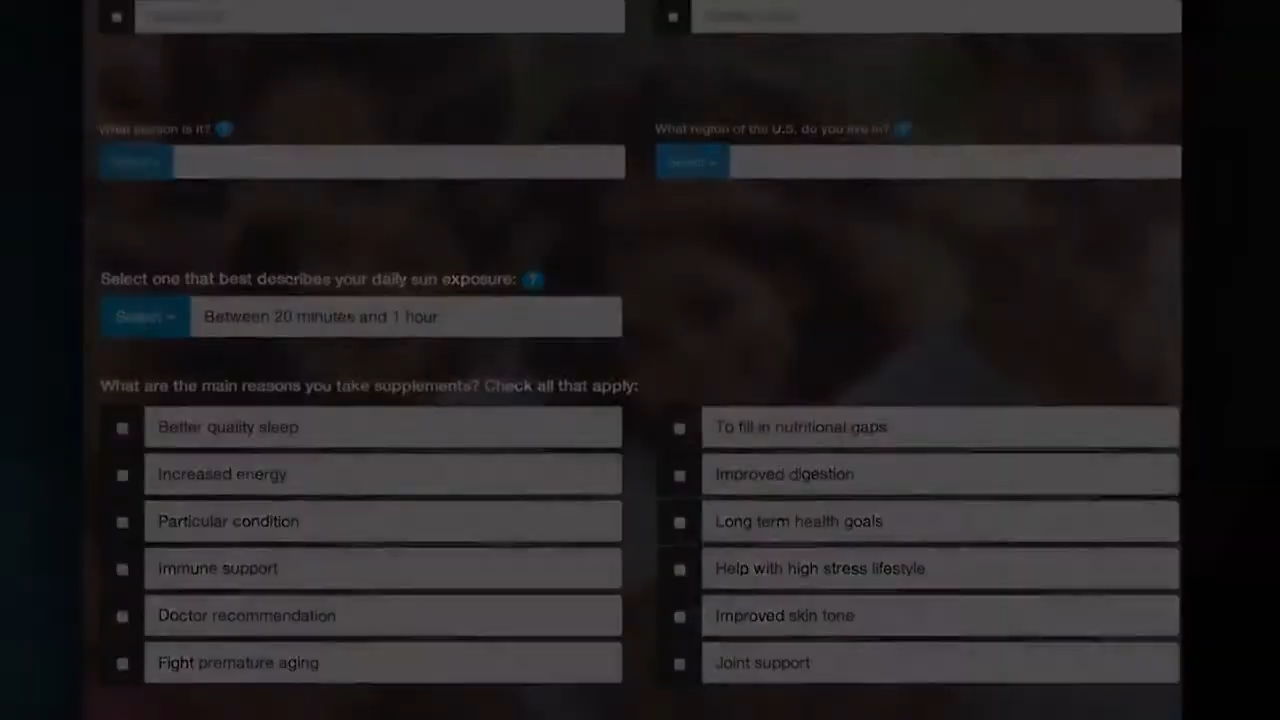 What season is it? ?
What region of the U.S. do you live in? ?
Select
Select
Select one that best describes your daily sun exposure: ?
Select
Between 20 minutes and 1 hour
What are the main reasons you take supplements? Check all that apply:
Better quality sleep
To fill in nutritional gaps
Increased energy
Improved digestion
Particular condition
Long term health goals
Immune support
Help with high stress lifestyle
Doctor recommendation
Improved skin tone
Fight premature aging
Joint support